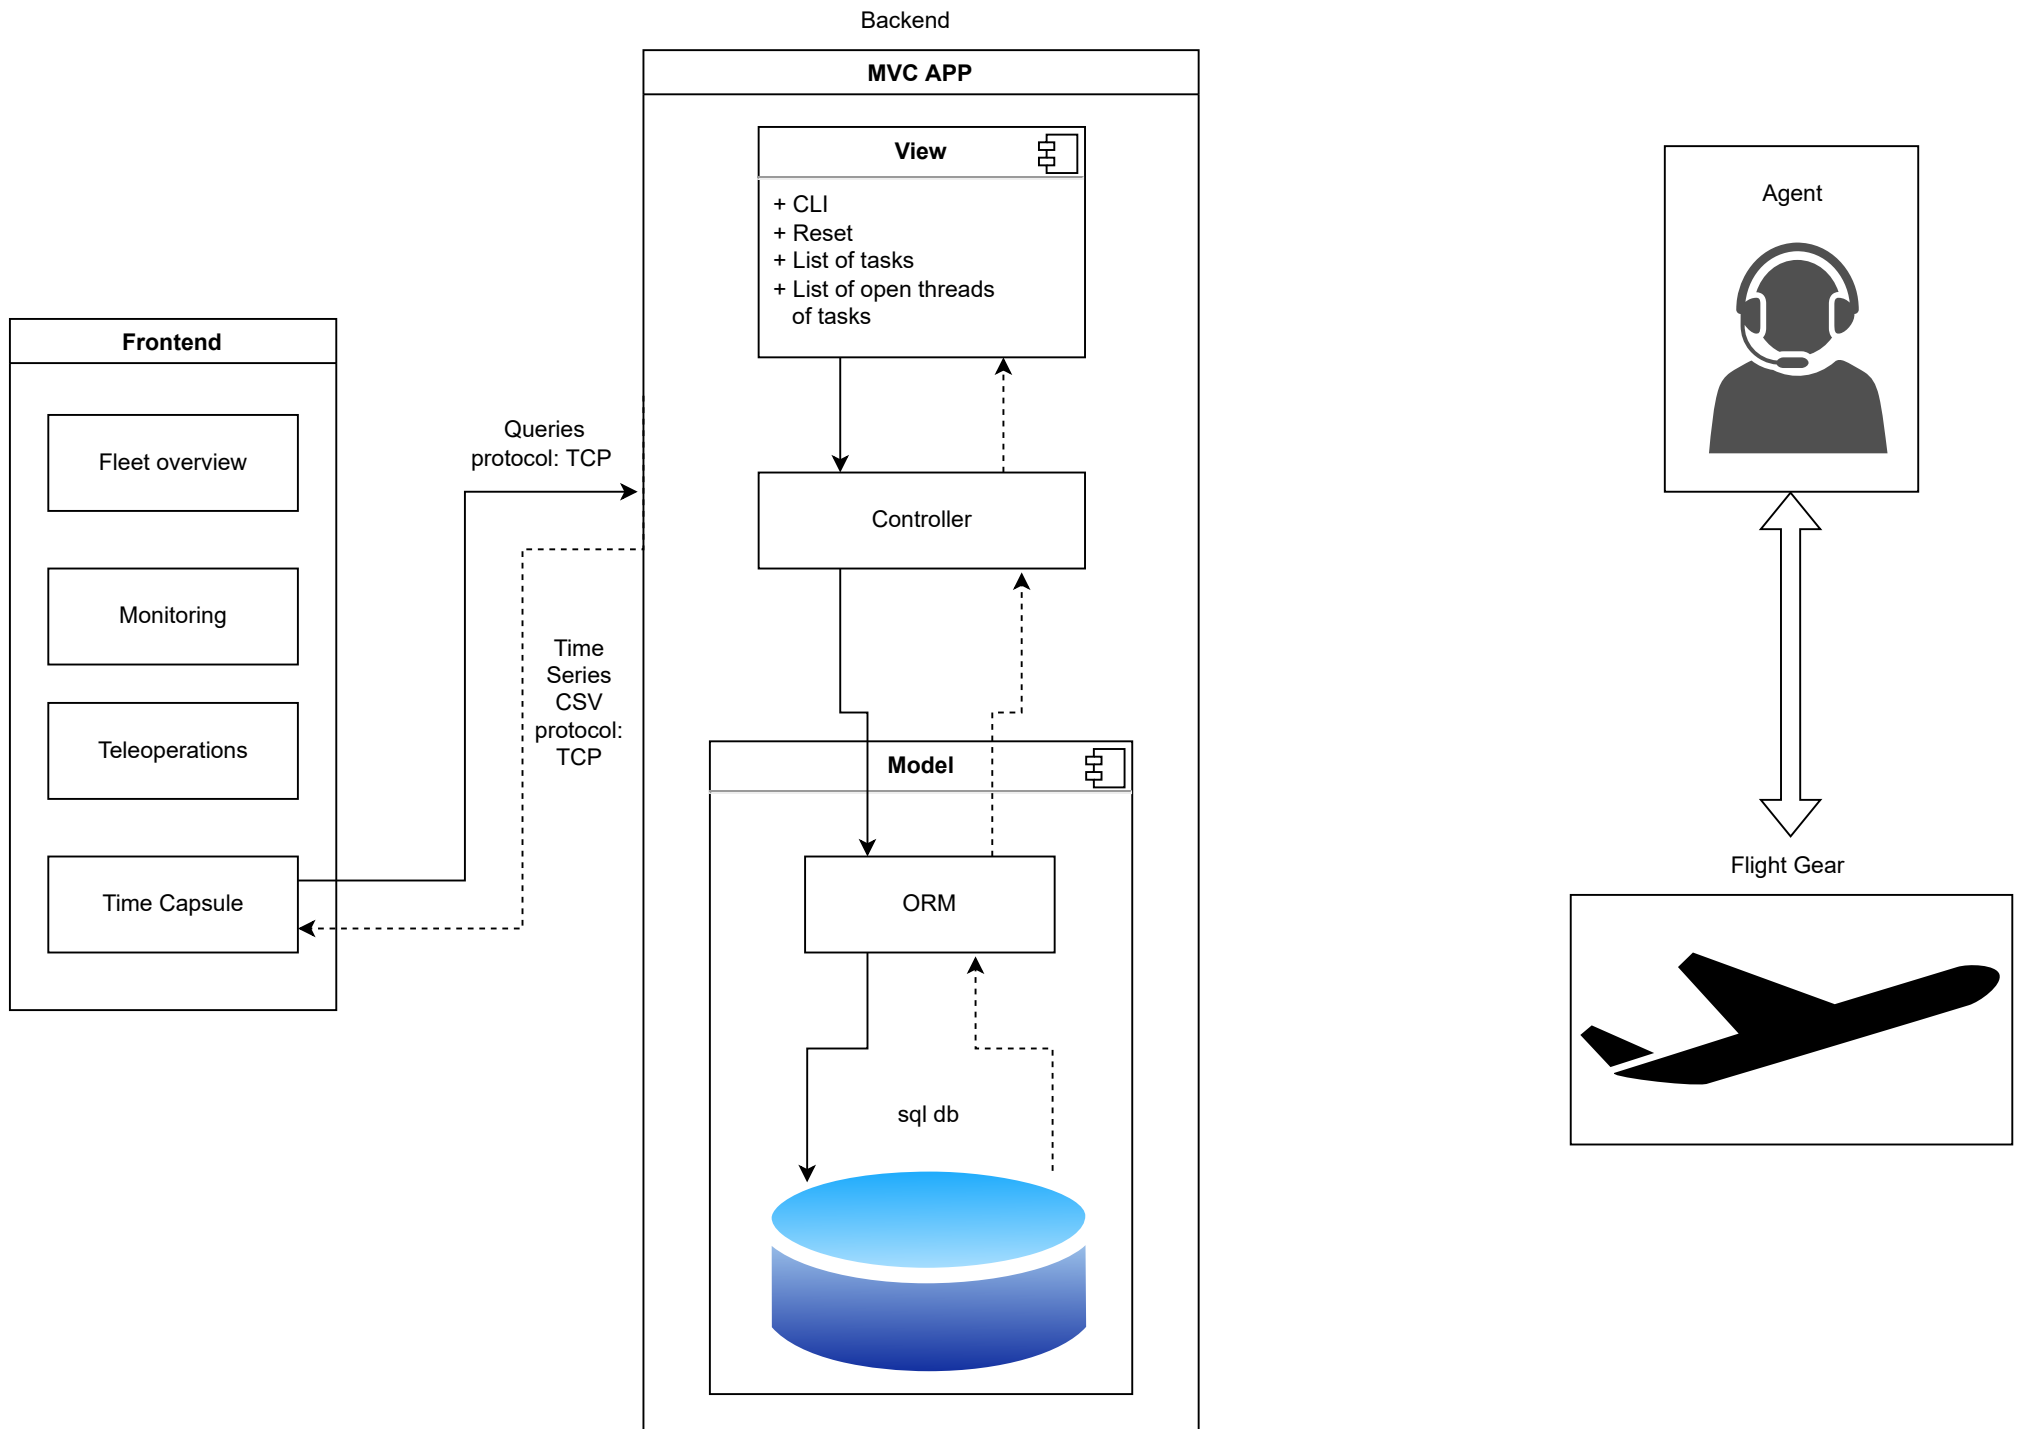 Backend
MVC APP
View
+ CLI
+ Reset
+ List of tasks
+ List of open threads
of tasks
Agent
Frontend
Fleet overview
Monitoring
Teleoperations
Time Capsule
Queries
protocol: TCP
Time
Series
CSV
protocol:
TCP
Controller
Model
ORM
sql db
Flight Gear